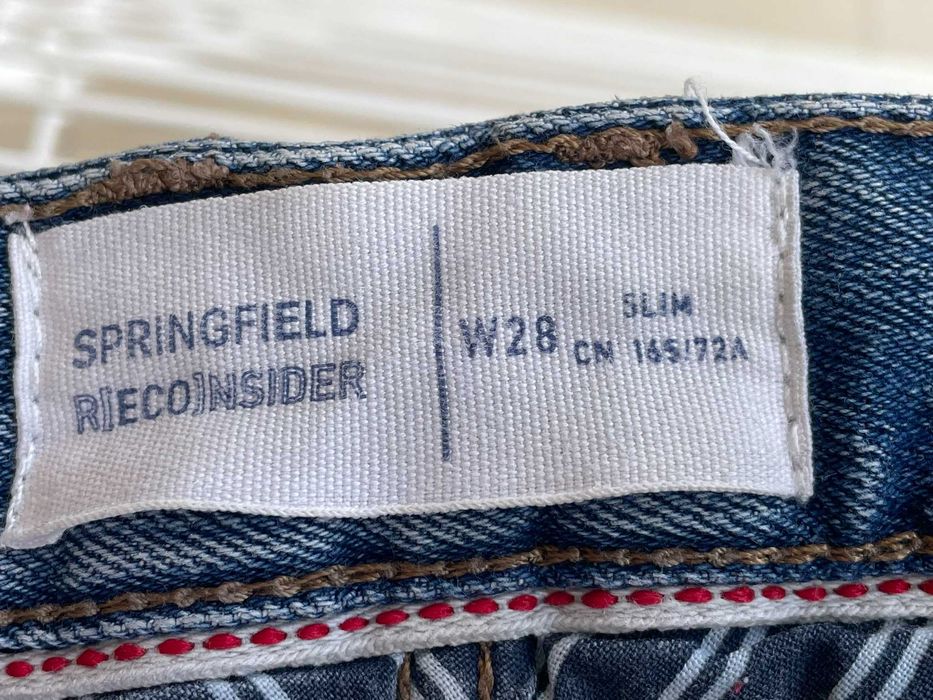 SPRINGFIELD
R[ECO]NSIDER
W28
SLIM
CN 165/72A